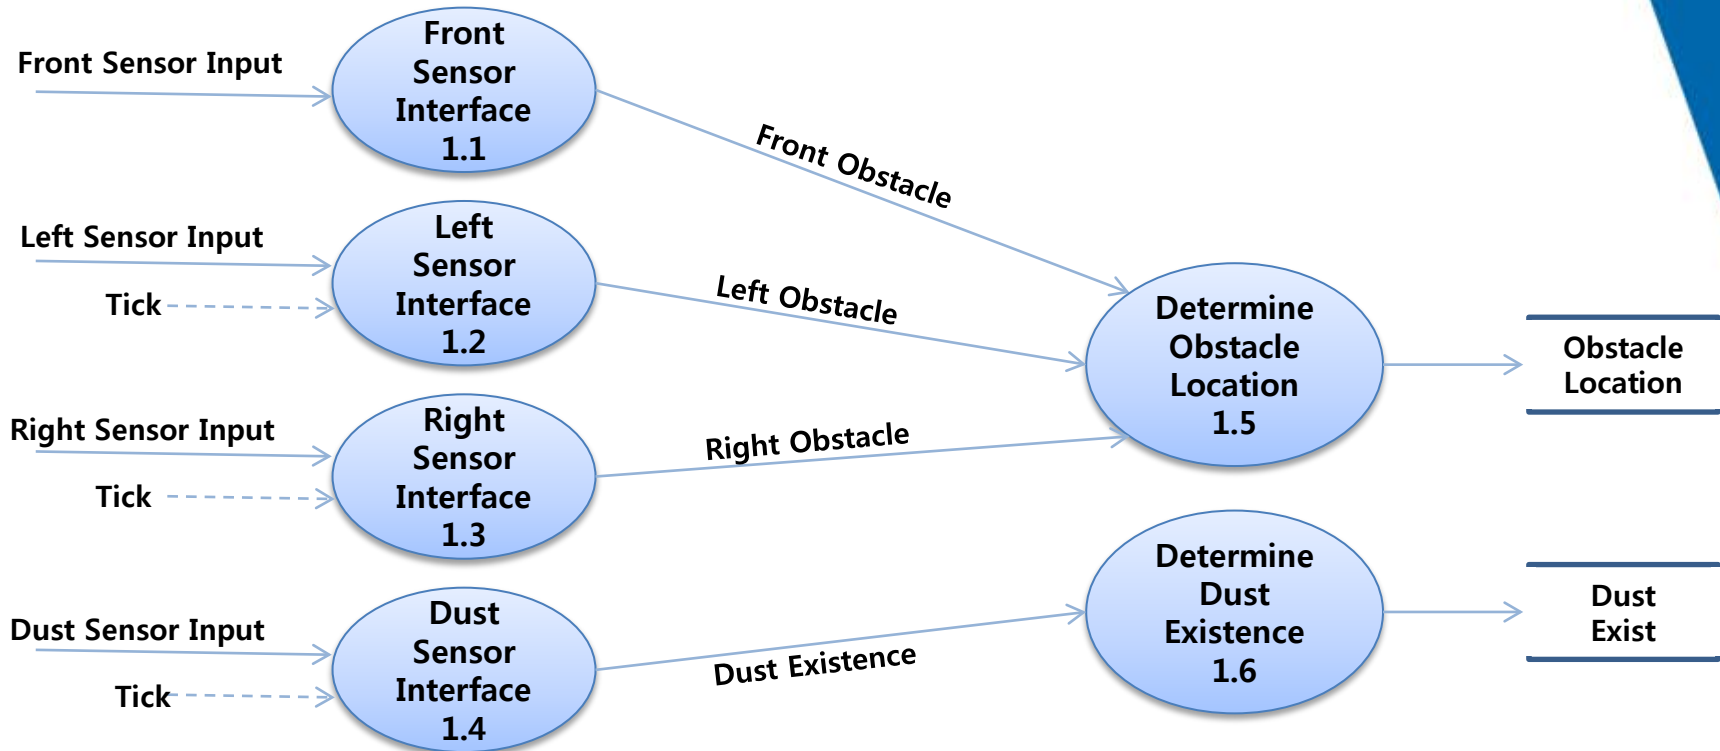 Front Sensor Input
Front
Sensor
Interface
1.1
Front Obstacle
Left Sensor Input
Tick
Left
Sensor
Interface
1.2
Left Obstacle
Right Sensor Input
Tick
Right
Sensor
Interface
1.3
Right Obstacle
Determine
Obstacle
Location
1.5
Obstacle
Location
Dust Sensor Input
Tick
Dust
Sensor
Interface
1.4
Dust Existence
Determine
Dust
Existence
1.6
Dust
Exist